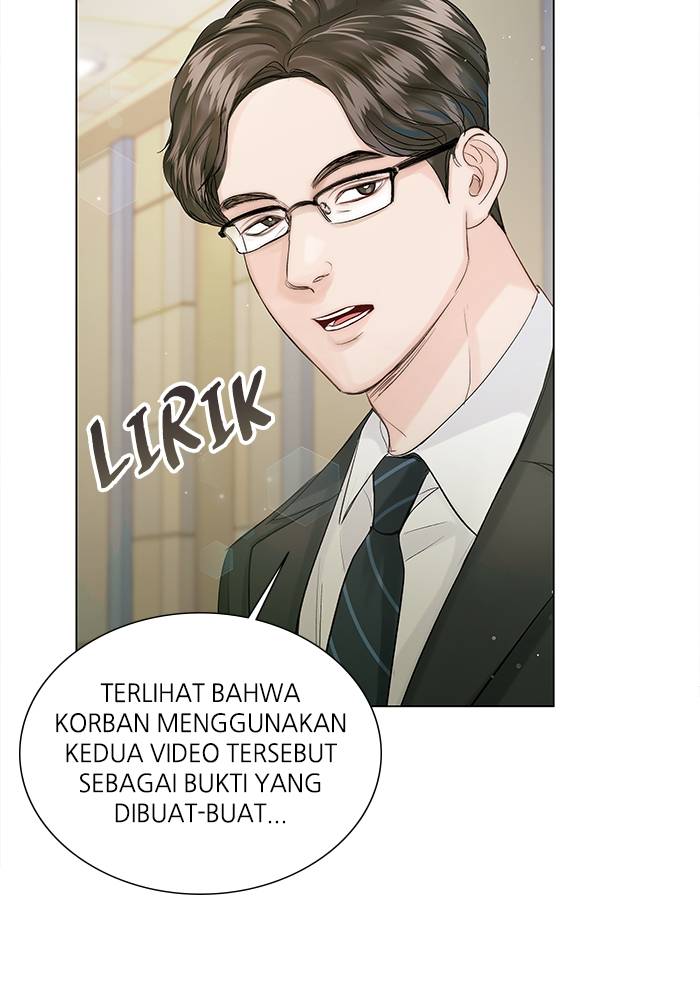 LIRIK
TERLIHAT BAHWA
KORBAN MENGGUNAKAN
KEDUA VIDEO TERSEBUT
SEBAGAI BUKTI YANG
DIBUAT-BUAT...